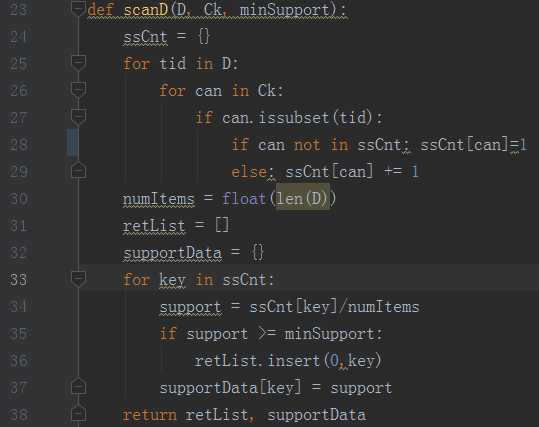 23 def scanD(D, Ck, minSupport):
24     ssCnt = {}
25     for tid in D:
26         for can in Ck:
27             if can.issubset(tid):
28                 if can not in ssCnt: ssCnt[can]=1
29                 else: ssCnt[can] += 1
30     numItems = float(len(D))
31     retList = []
32     supportData = {}
33     for key in ssCnt:
34         support = ssCnt[key]/numItems
35         if support >= minSupport:
36             retList.insert(0,key)
37         supportData[key] = support
38     return retList, supportData